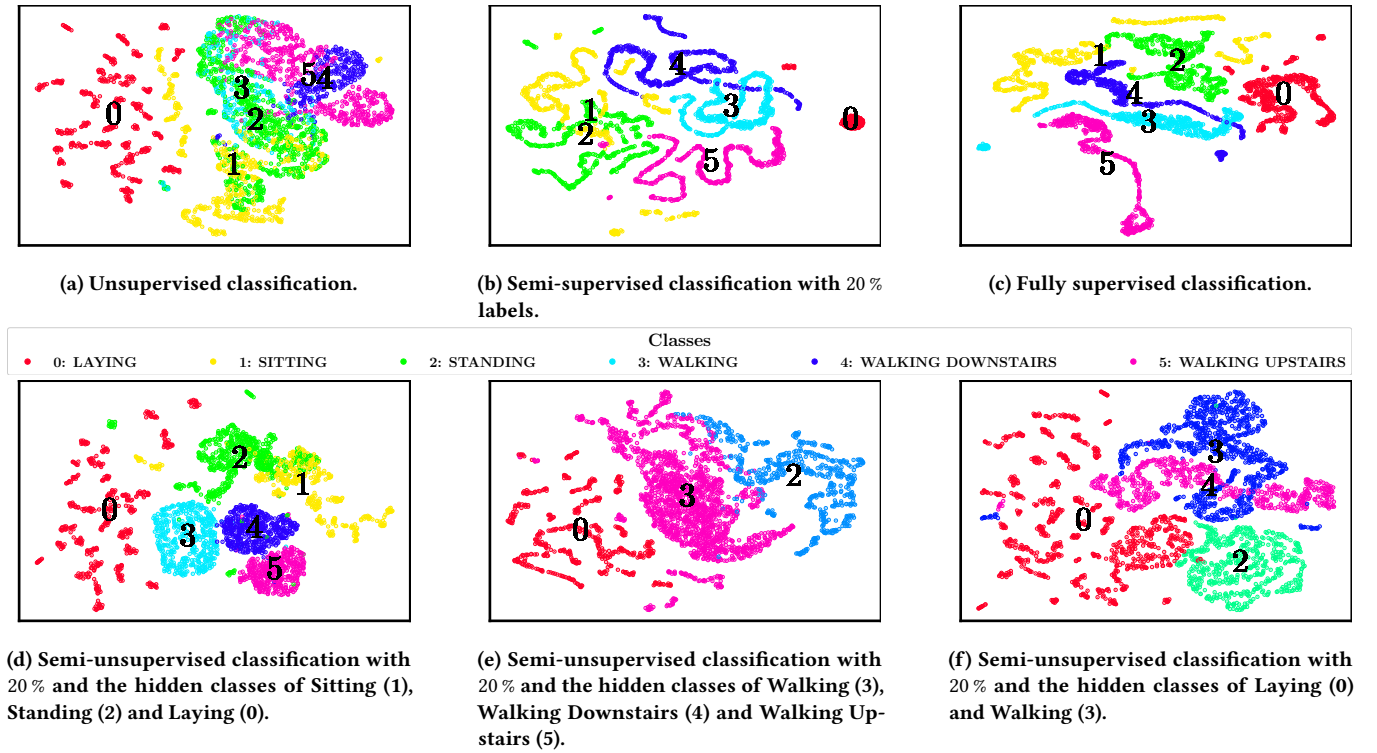 0
3
2
1
54
(a) Unsupervised classification.
1
2
4
3
5
0
(b) Semi-supervised classification with 20 %
labels.
1
2
4
3
0
5
(c) Fully supervised classification.
Classes
0: LAYING 1: SITTING 2: STANDING 3: WALKING 4: WALKING DOWNSTAIRS 5: WALKING UPSTAIRS
0
2
1
3
4
5
(d) Semi-unsupervised classification with
20 % and the hidden classes of Sitting (1),
Standing (2) and Laying (0).
0
3
2
(e) Semi-unsupervised classification with
20 % and the hidden classes of Walking (3),
Walking Downstairs (4) and Walking Up-
stairs (5).
3
4
0
2
(f) Semi-unsupervised classification with
20 % and the hidden classes of Laying (0)
and Walking (3).